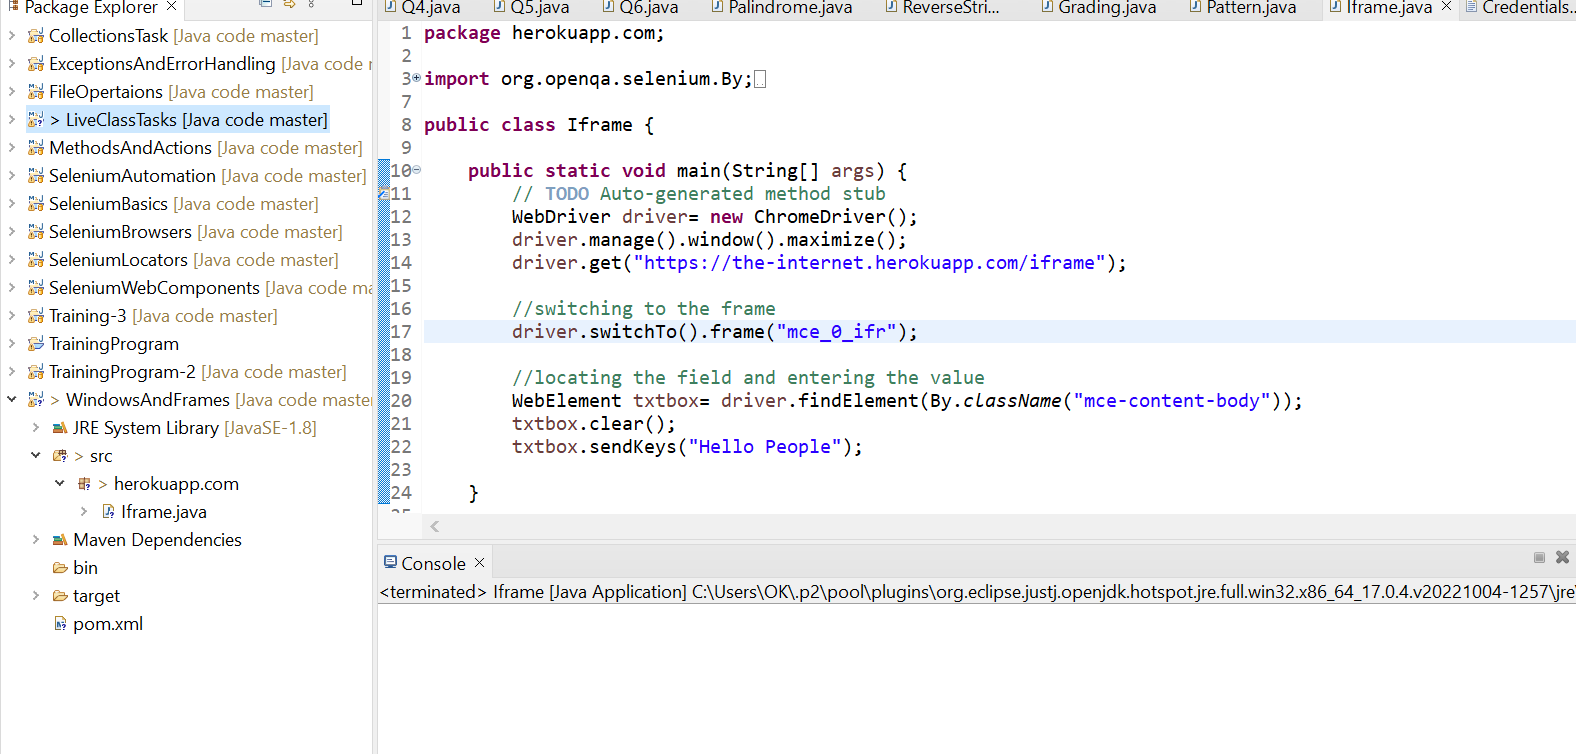 Package Explorer
CollectionsTask [Java code master]
ExceptionsAndErrorHandling [Java code
FileOpertaions [Java code master]
> LiveClassTasks [Java code master]
MethodsAndActions [Java code master]
SeleniumAutomation [Java code master]
SeleniumBasics [Java code master]
SeleniumBrowsers [Java code master]
SeleniumLocators [Java code master]
SeleniumWebComponents [Java code ma
Training-3 [Java code master]
TrainingProgram
TrainingProgram-2 [Java code master]
> WindowsAndFrames [Java code master
JRE System Library [JavaSE-1.8]
> src
> herokuapp.com
Iframe.java
Maven Dependencies
bin
target
pom.xml
Q4.java Q5.java Q6.java Palindrome.java ReverseStri... Grading.java Pattern.java Iframe.java Credentials...
1 package herokuapp.com;
2
3 import org.openqa.selenium.By;
7
8 public class Iframe {
9
10 public static void main(String[] args) {
11 // TODO Auto-generated method stub
12 WebDriver driver= new ChromeDriver();
13 driver.manage().window().maximize();
14 driver.get("https://the-internet.herokuapp.com/iframe");
15
16 //switching to the frame
17 driver.switchTo().frame("mce_0_ifr");
18
19 //locating the field and entering the value
20 WebElement txtbox= driver.findElement(By.className("mce-content-body"));
21 txtbox.clear();
22 txtbox.sendKeys("Hello People");
23
24 }
Console
<terminated> Iframe [Java Application] C:\Users\OK\.p2\pool\plugins\org.eclipse.justj.openjdk.hotspot.jre.full.win32.x86_64_17.0.4.v20221004-1257\jre\